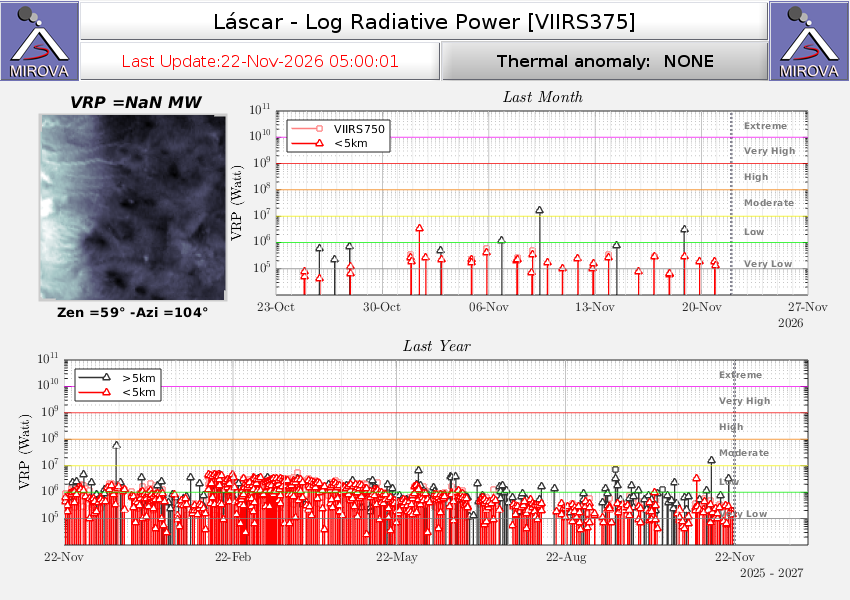 Láscar - Log Radiative Power [VIIRS375]
MIROVA
Last Update:22-Nov-2026 05:00:01
Thermal anomaly: NONE
MIROVA
VRP =NaN MW
Zen =59° -Azi =104°
Last Month
VRP (Watt)
10¹¹
10¹⁰
10⁹
10⁸
10⁷
10⁶
10⁵
VIIRS750
<5km
Extreme
Very High
High
Moderate
Low
Very Low
23-Oct
30-Oct
06-Nov
13-Nov
20-Nov
27-Nov
2026
Last Year
VRP (Watt)
10¹¹
10¹⁰
10⁹
10⁸
10⁷
10⁶
10⁵
>5km
<5km
Extreme
Very High
High
Moderate
Low
Very Low
22-Nov
22-Feb
22-May
22-Aug
22-Nov
2025 - 2027